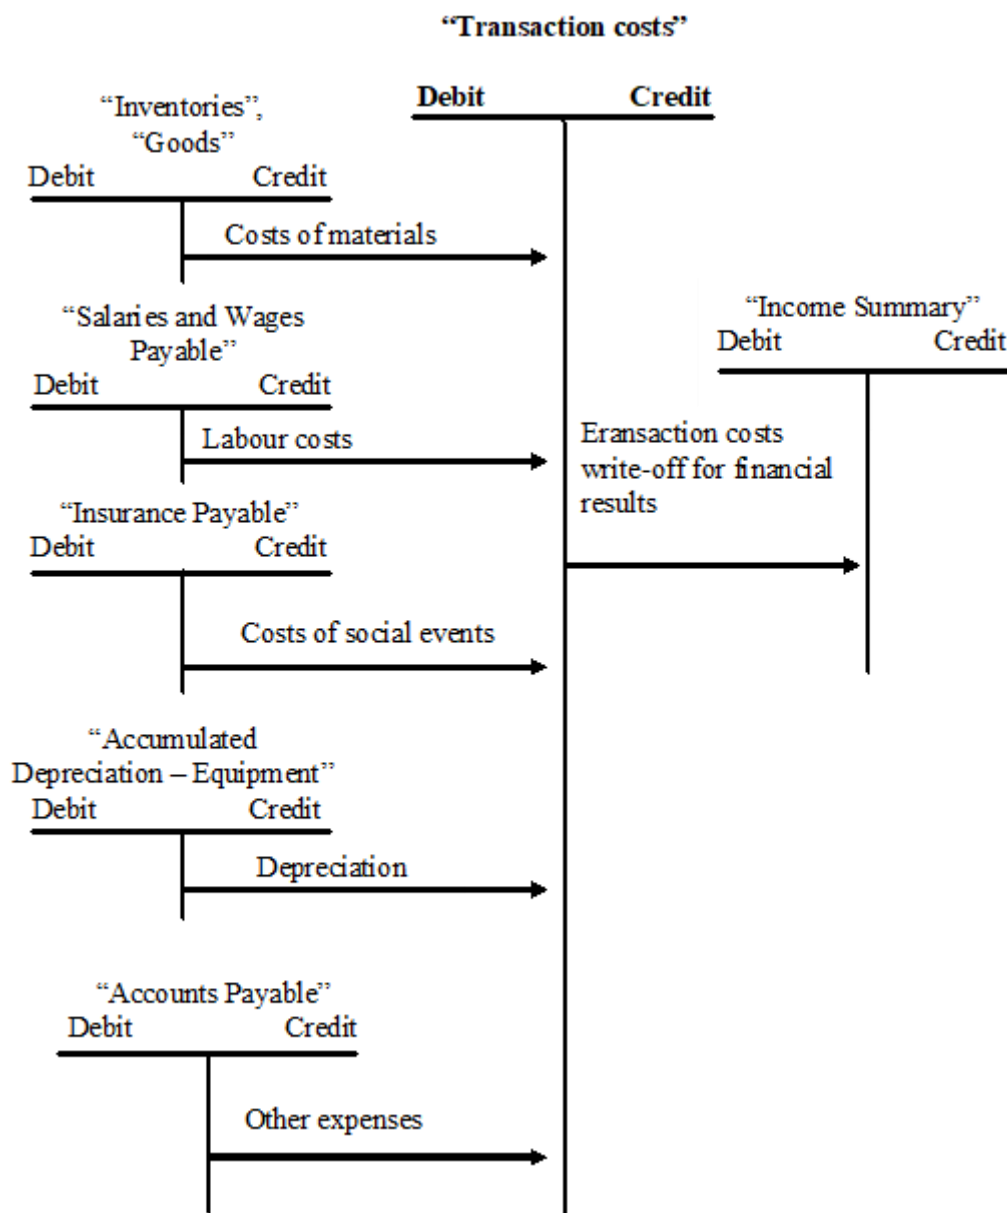 “Transaction costs”
Debit Credit
“Inventories”,
“Goods”
Debit Credit
Costs of materials
“Salaries and Wages
Payable”
Debit Credit
Labour costs
“Insurance Payable”
Debit Credit
Costs of social events
“Accumulated
Depreciation – Equipment”
Debit Credit
Depreciation
“Accounts Payable”
Debit Credit
Other expenses
“Income Summary”
Debit Credit
Eransaction costs
write-off for financial
results